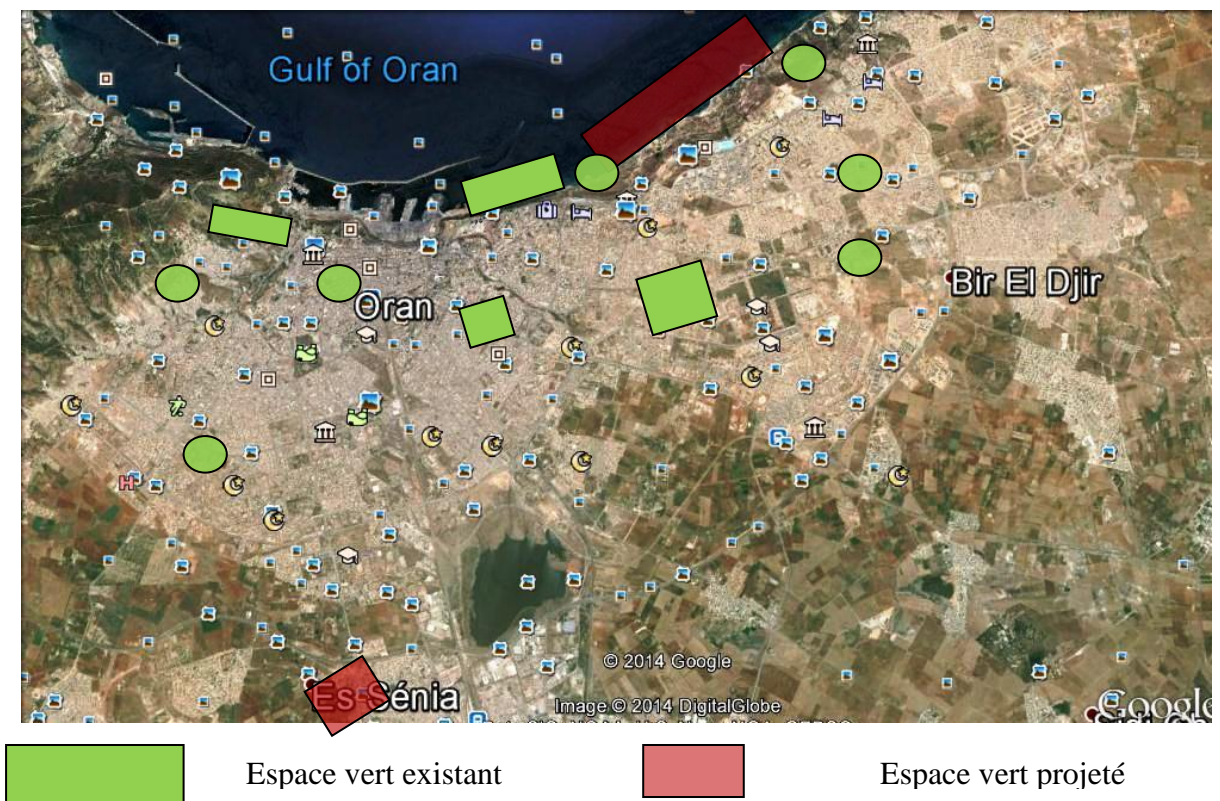 Gulf of Oran
Oran
Bir El Djir
© 2014 Google
Es-Sénia
Image © 2014 DigitalGlobe
Google
Espace vert existant
Espace vert projeté